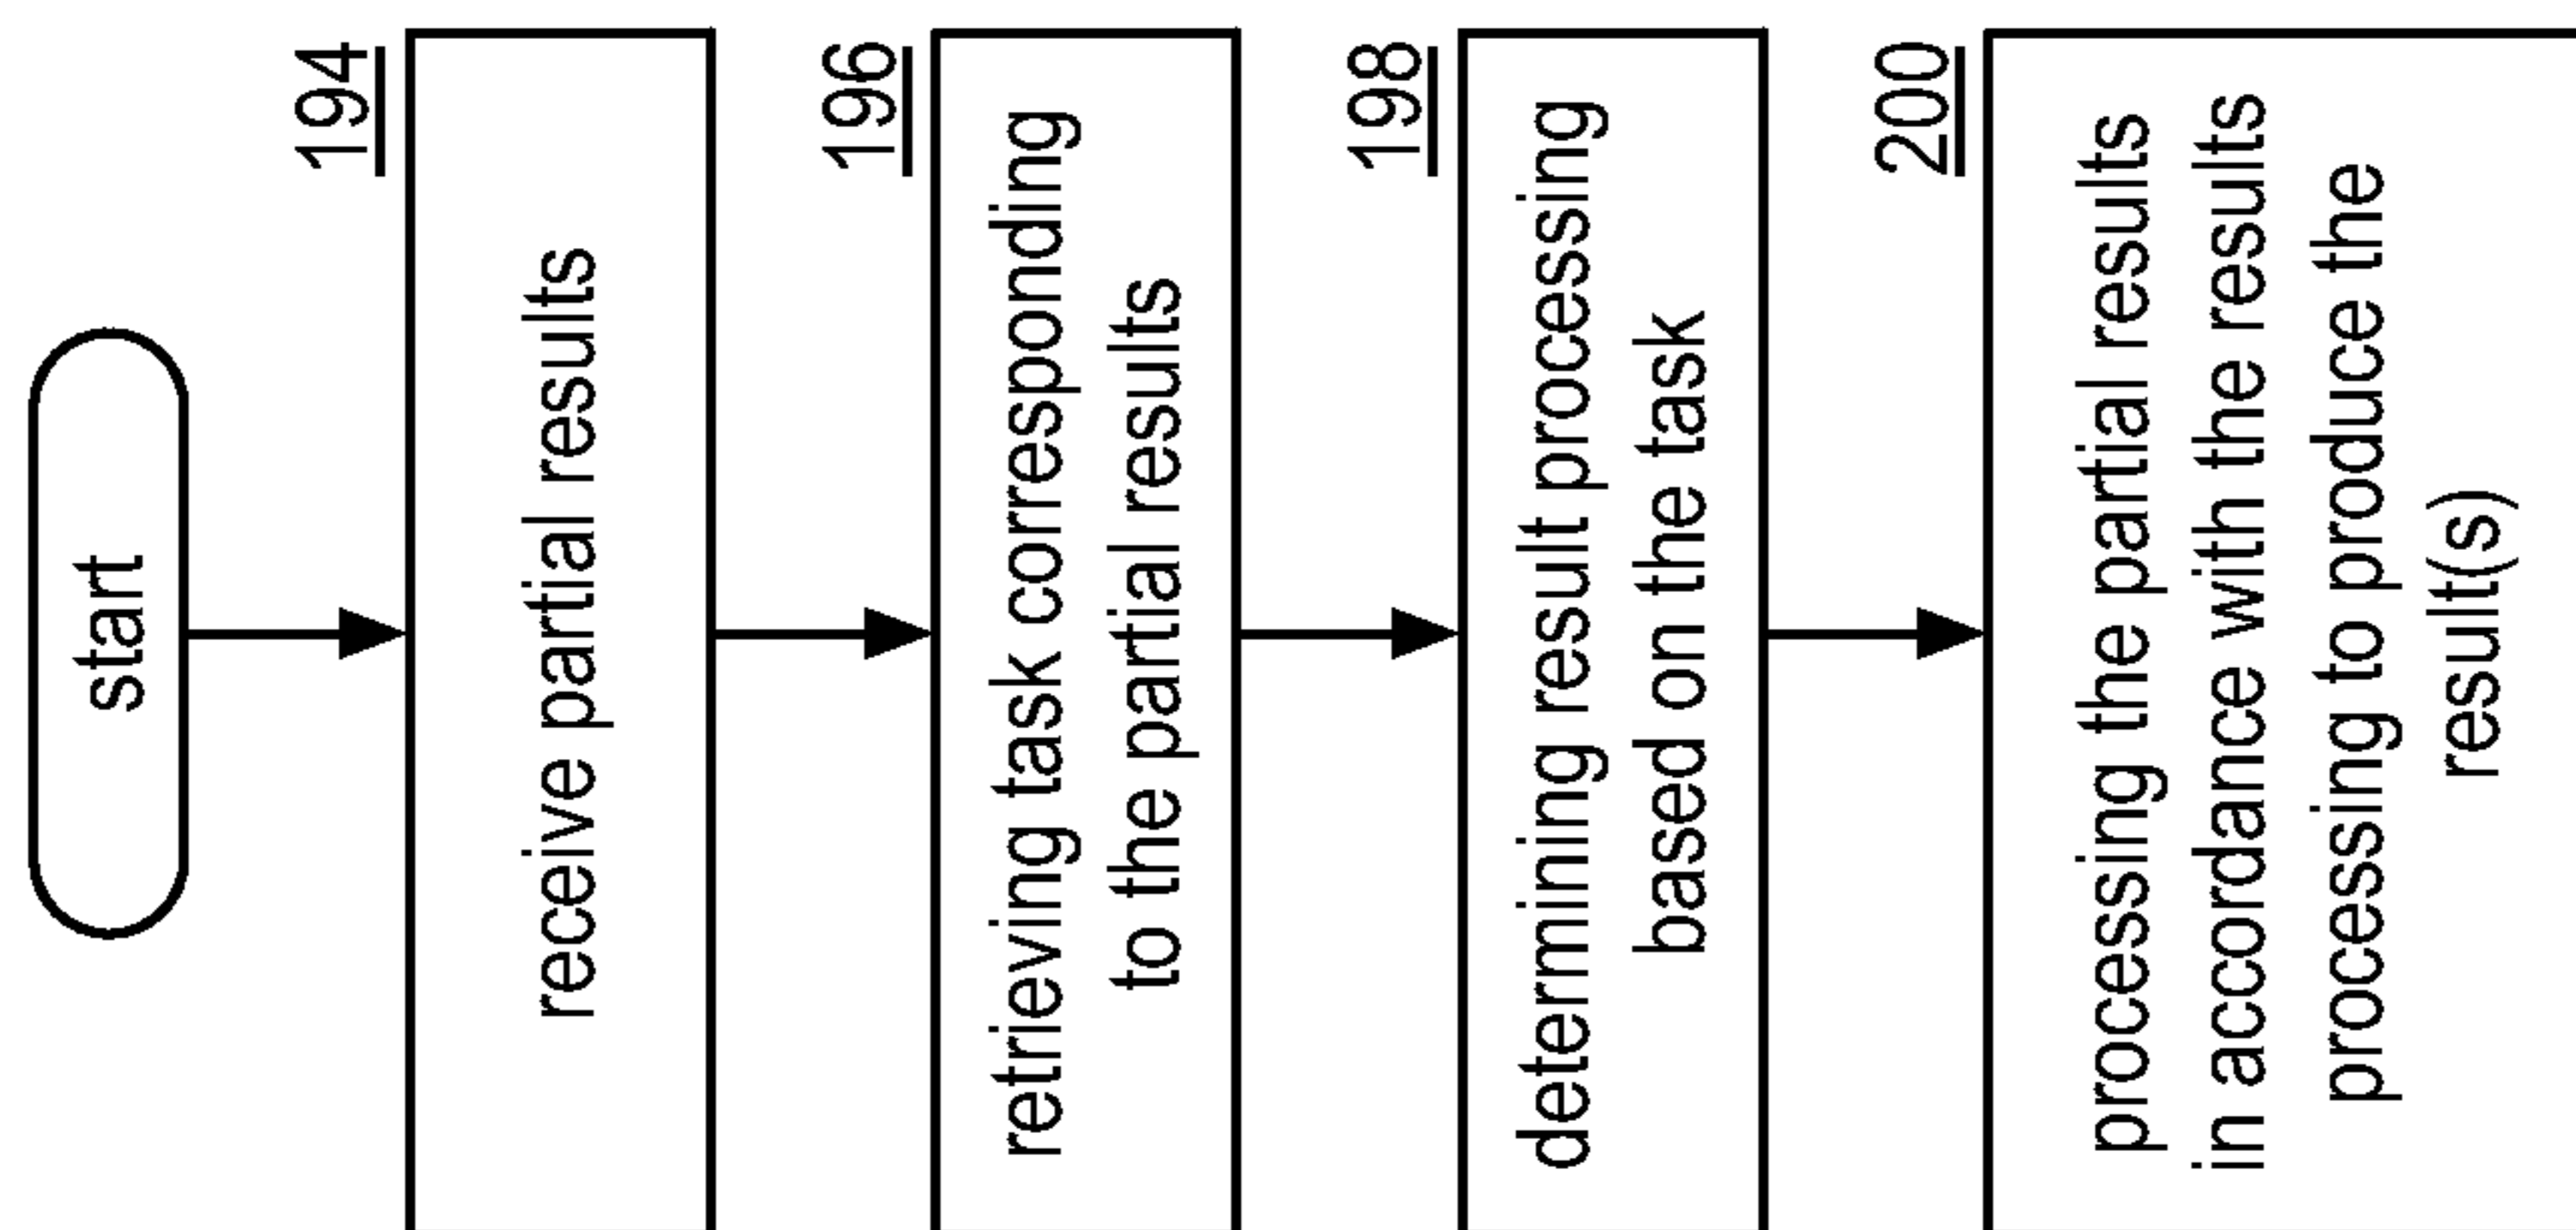 start
194
receive partial results
196
retrieving task corresponding
to the partial results
198
determining result processing
based on the task
200
processing the partial results
in accordance with the results
processing to produce the
result(s)